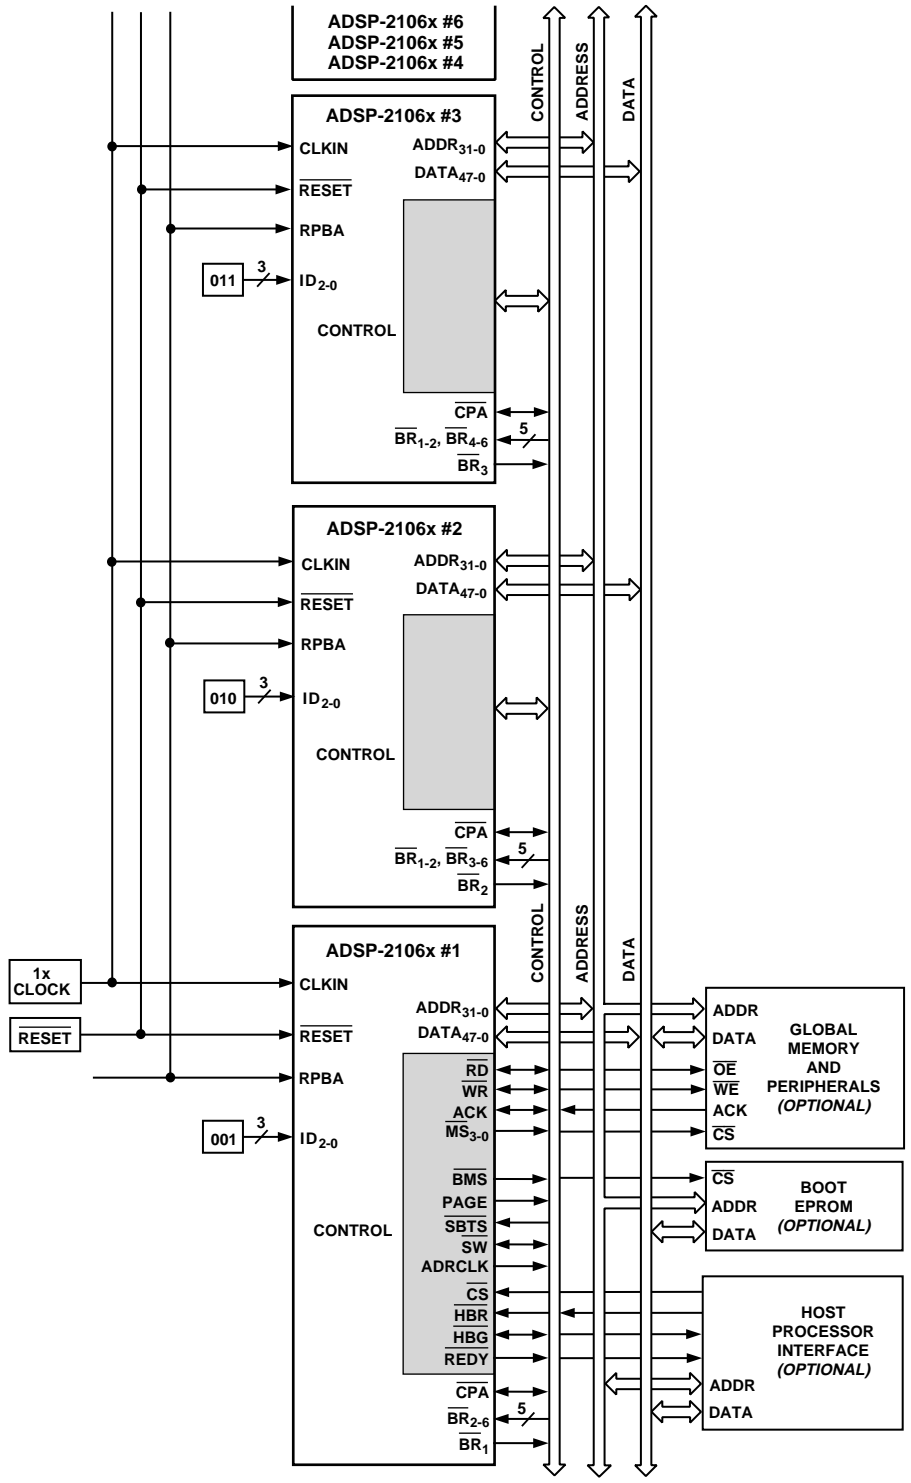 ADSP-2106x #6
ADSP-2106x #5
ADSP-2106x #4
CONTROL
ADDRESS
DATA
ADSP-2106x #3
CLKIN
ADDR31-0
DATA47-0
RESET
RPBA
011
3
ID2-0
CONTROL
CPA
BR1-2, BR4-6
5
BR3
ADSP-2106x #2
CLKIN
ADDR31-0
DATA47-0
RESET
RPBA
010
3
ID2-0
CONTROL
CPA
BR1-2, BR3-6
5
BR2
CONTROL
ADDRESS
DATA
ADSP-2106x #1
1x
CLOCK
CLKIN
ADDR31-0
RESET
RESET
DATA47-0
RPBA
RD
WR
ACK
MS3-0
001
3
ID2-0
BMS
PAGE
SBTS
CONTROL
SW
ADRCLK
CS
HBR
HBG
REDY
CPA
BR2-6
5
BR1
ADDR
DATA
OE
WE
ACK
CS
GLOBAL
MEMORY
AND
PERIPHERALS
(OPTIONAL)
CS
ADDR
DATA
BOOT
EPROM
(OPTIONAL)
HOST
PROCESSOR
INTERFACE
(OPTIONAL)
ADDR
DATA